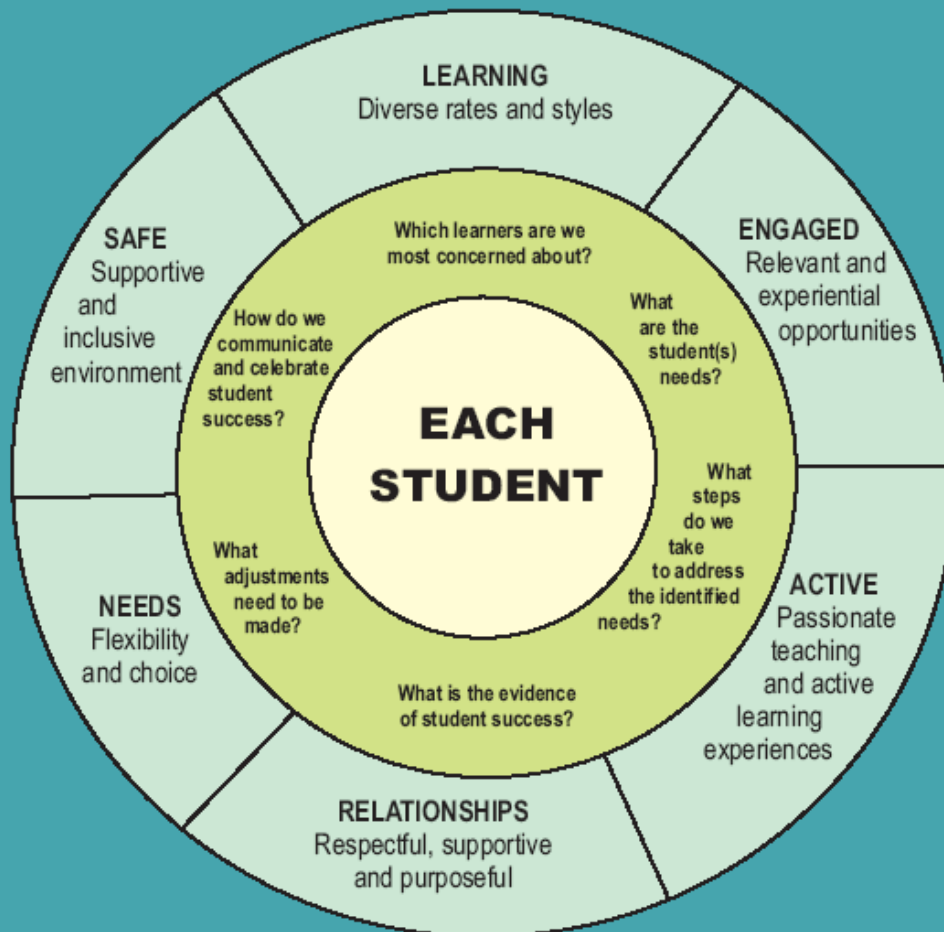 LEARNING
Diverse rates and styles
ENGAGED
Relevant and
experiential
opportunities
ACTIVE
Passionate
teaching
and active
learning
experiences
RELATIONSHIPS
Respectful, supportive
and purposeful
NEEDS
Flexibility
and choice
SAFE
Supportive
and
inclusive
environment
Which learners are we
most concerned about?
What
are the
student(s)
needs?
What
steps
do we
take
to address
the identified
needs?
What is the evidence
of student success?
What
adjustments
need to be
made?
How do we
communicate
and celebrate
student
success?
EACH
STUDENT